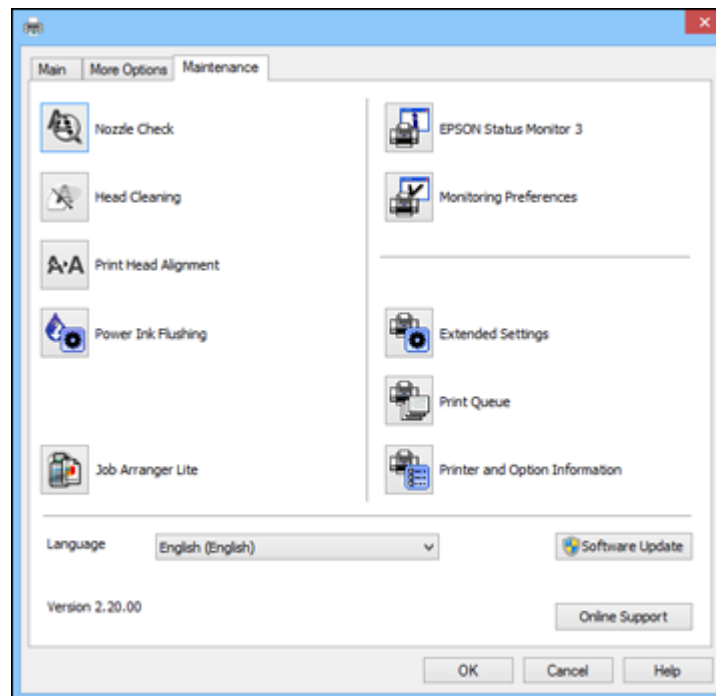 Main
More Options
Maintenance
Nozzle Check
EPSON Status Monitor 3
Head Cleaning
Monitoring Preferences
A·A
Print Head Alignment
Power Ink Flushing
Extended Settings
Print Queue
Job Arranger Lite
Printer and Option Information
Language
English (English)
Software Update
Version 2.20.00
Online Support
OK
Cancel
Help